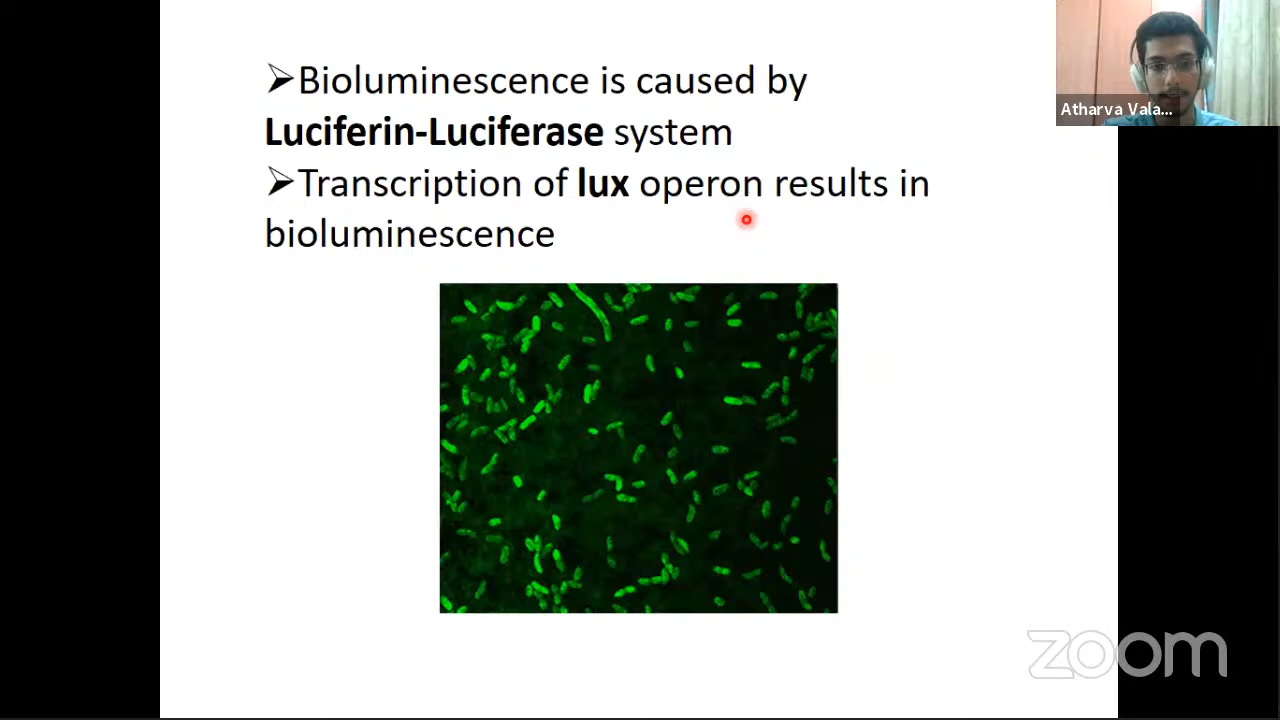 ➢Bioluminescence is caused by
Luciferin-Luciferase system
➢Transcription of lux operon results in
bioluminescence
Atharva Vala...
zoom